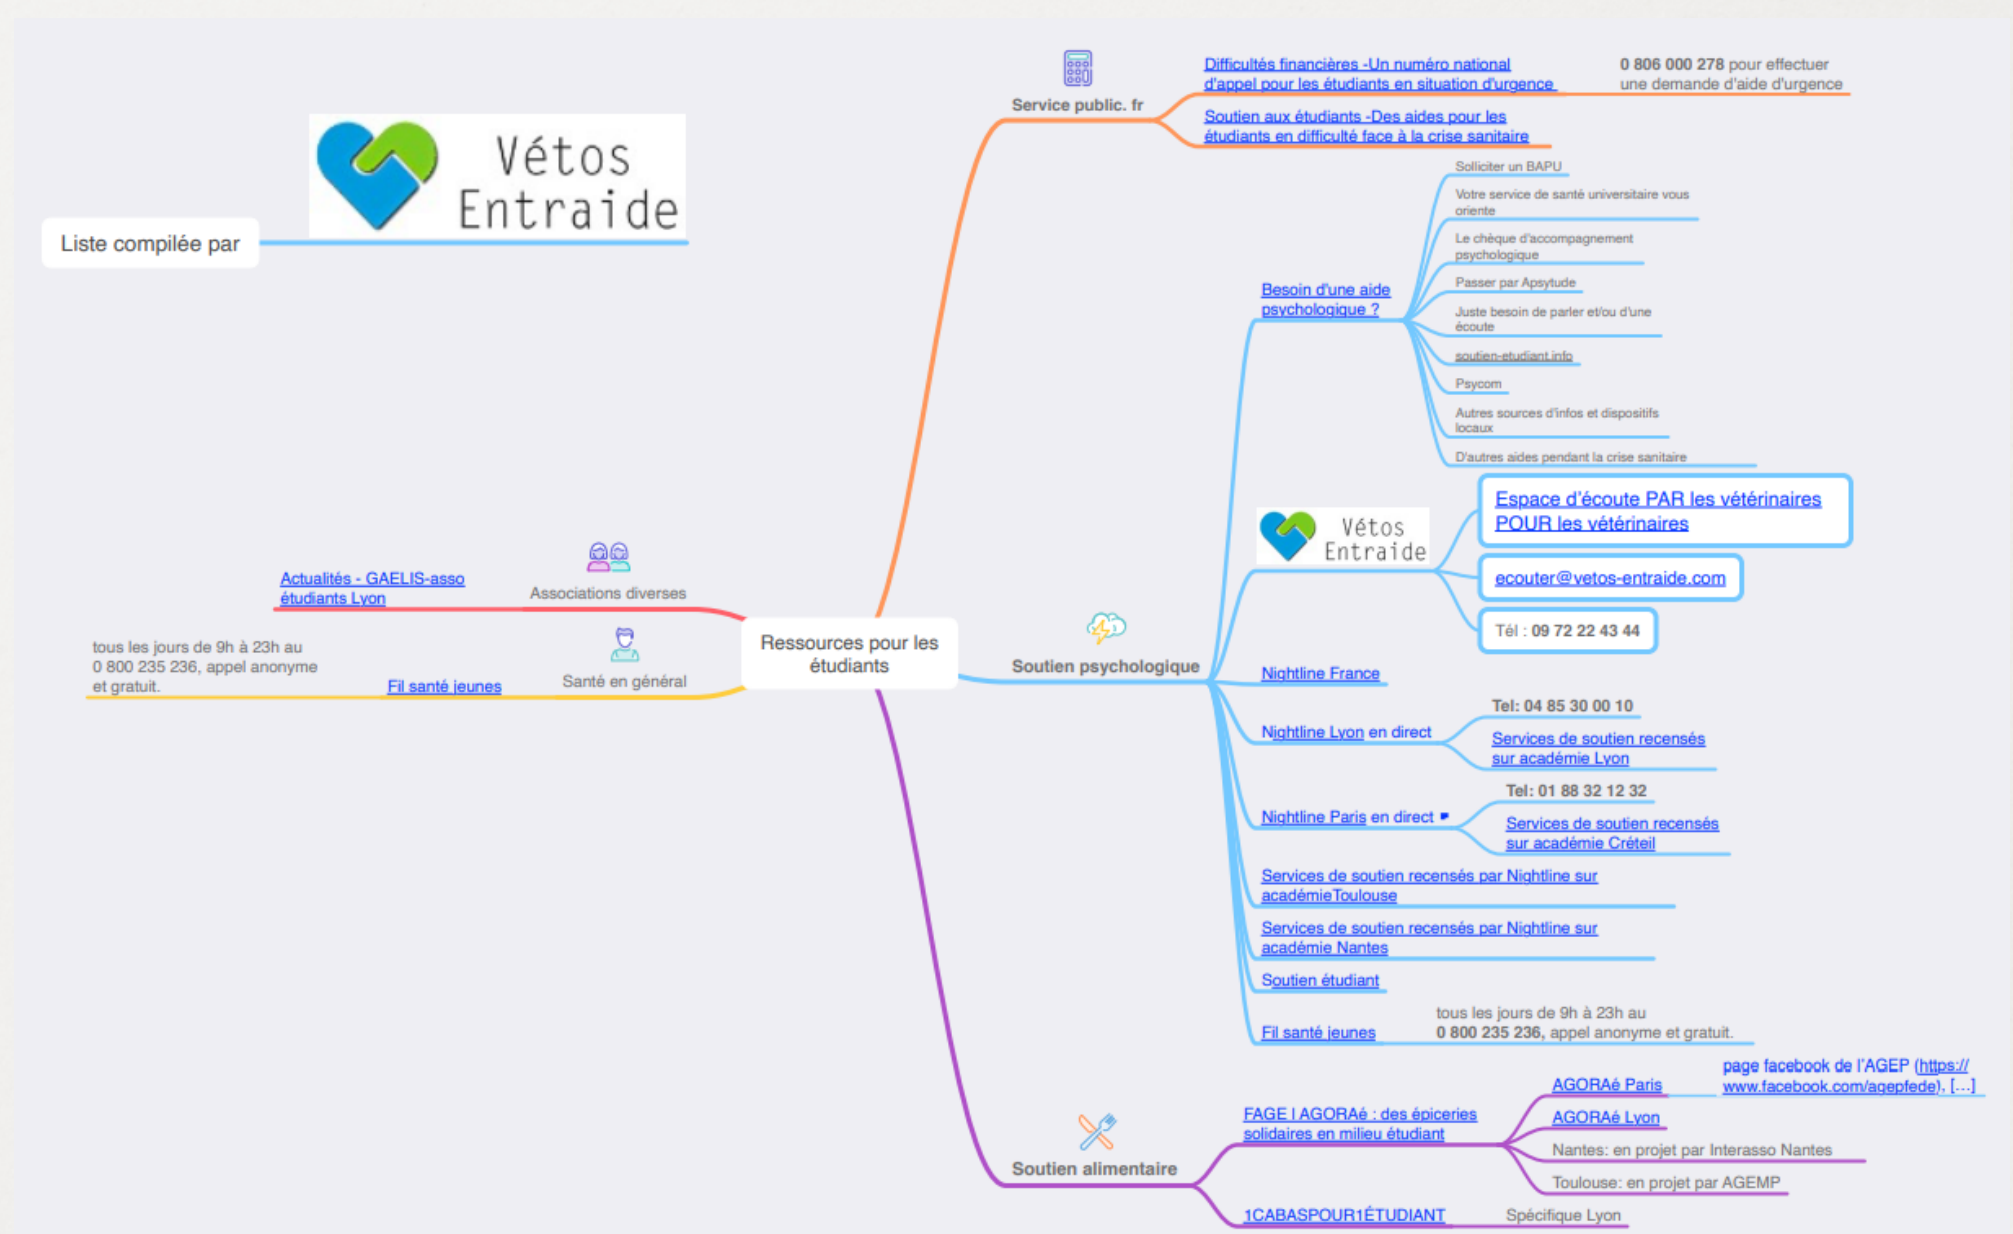 Liste compilée par
Vétos
Entraide
Service public. fr
Difficultés financières -Un numéro national
d'appel pour les étudiants en situation d'urgence
0 806 000 278 pour effectuer
une demande d'aide d'urgence
Soutien aux étudiants -Des aides pour les
étudiants en difficulté face à la crise sanitaire
Actualités - GAELIS-asso
étudiants Lyon
Associations diverses
tous les jours de 9h à 23h au
0 800 235 236, appel anonyme
et gratuit.
Fil santé jeunes
Santé en général
Ressources pour les
étudiants
Soutien psychologique
Besoin d'une aide
psychologique ?
Solliciter un BAPU
Votre service de santé universitaire vous
oriente
Le chèque d'accompagnement
psychologique
Passer par Apsytude
Juste besoin de parler et/ou d'une
écoute
soutien-etudiant.info
Psycom
Autres sources d'infos et dispositifs
locaux
D'autres aides pendant la crise sanitaire
Vétos
Entraide
Espace d'écoute PAR les vétérinaires
POUR les vétérinaires
ecouter@vetos-entraide.com
Tél : 09 72 22 43 44
Nightline France
Nightline Lyon en direct
Tel: 04 85 30 00 10
Services de soutien recensés
sur académie Lyon
Nightline Paris en direct
Tel: 01 88 32 12 32
Services de soutien recensés
sur académie Créteil
Services de soutien recensés par Nightline sur
académieToulouse
Services de soutien recensés par Nightline sur
académie Nantes
Soutien étudiant
Fil santé jeunes
tous les jours de 9h à 23h au
0 800 235 236, appel anonyme et gratuit.
Soutien alimentaire
FAGE I AGORAé : des épiceries
solidaires en milieu étudiant
AGORAé Paris
page facebook de l'AGEP (https://
www.facebook.com/agepfede), [...]
AGORAé Lyon
Nantes: en projet par Interasso Nantes
Toulouse: en projet par AGEMP
1CABASPOUR1ÉTUDIANT
Spécifique Lyon